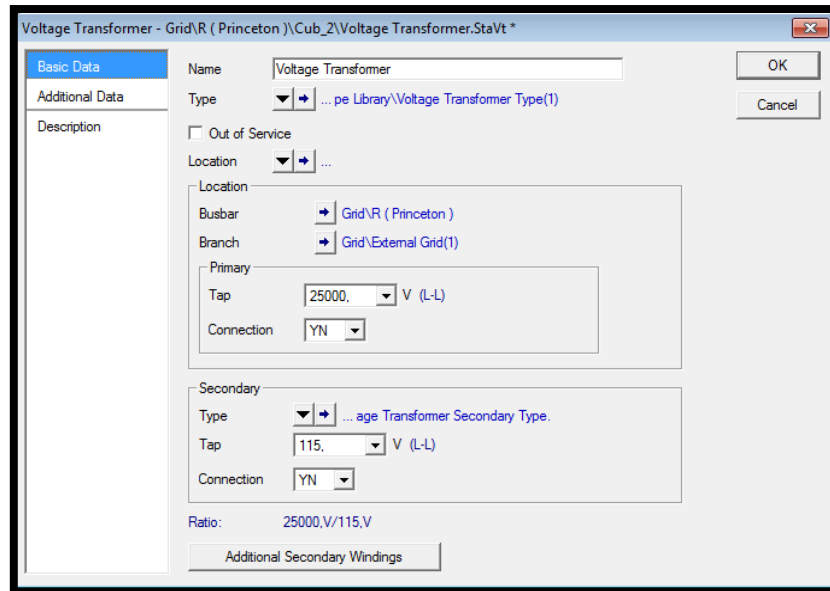 Voltage Transformer - Grid\R ( Princeton )\Cub_2\Voltage Transformer.StaVt *
Basic Data
Additional Data
Description
Name Voltage Transformer
Type ... pe Library\Voltage Transformer Type(1)
Out of Service
Location ...
Location
Busbar Grid\R ( Princeton )
Branch Grid\External Grid(1)
Primary
Tap 25000, V (L-L)
Connection YN
Secondary
Type ... age Transformer Secondary Type.
Tap 115, V (L-L)
Connection YN
Ratio: 25000,V/115,V
Additional Secondary Windings
OK
Cancel